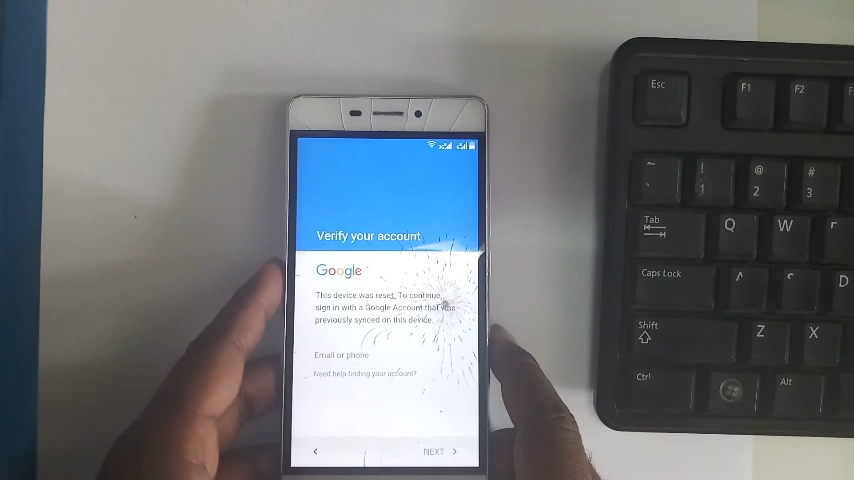 Verify your account
Google
This device was reset. To continue,
sign in with a Google Account that was
previously synced on this device.
Email or phone
Need help finding your account?
NEXT
Esc
F1
F2
~
`
!
1
@
2
#
3
Tab
Q
W
Caps Lock
D
Shift
Z
X
Ctrl
Alt